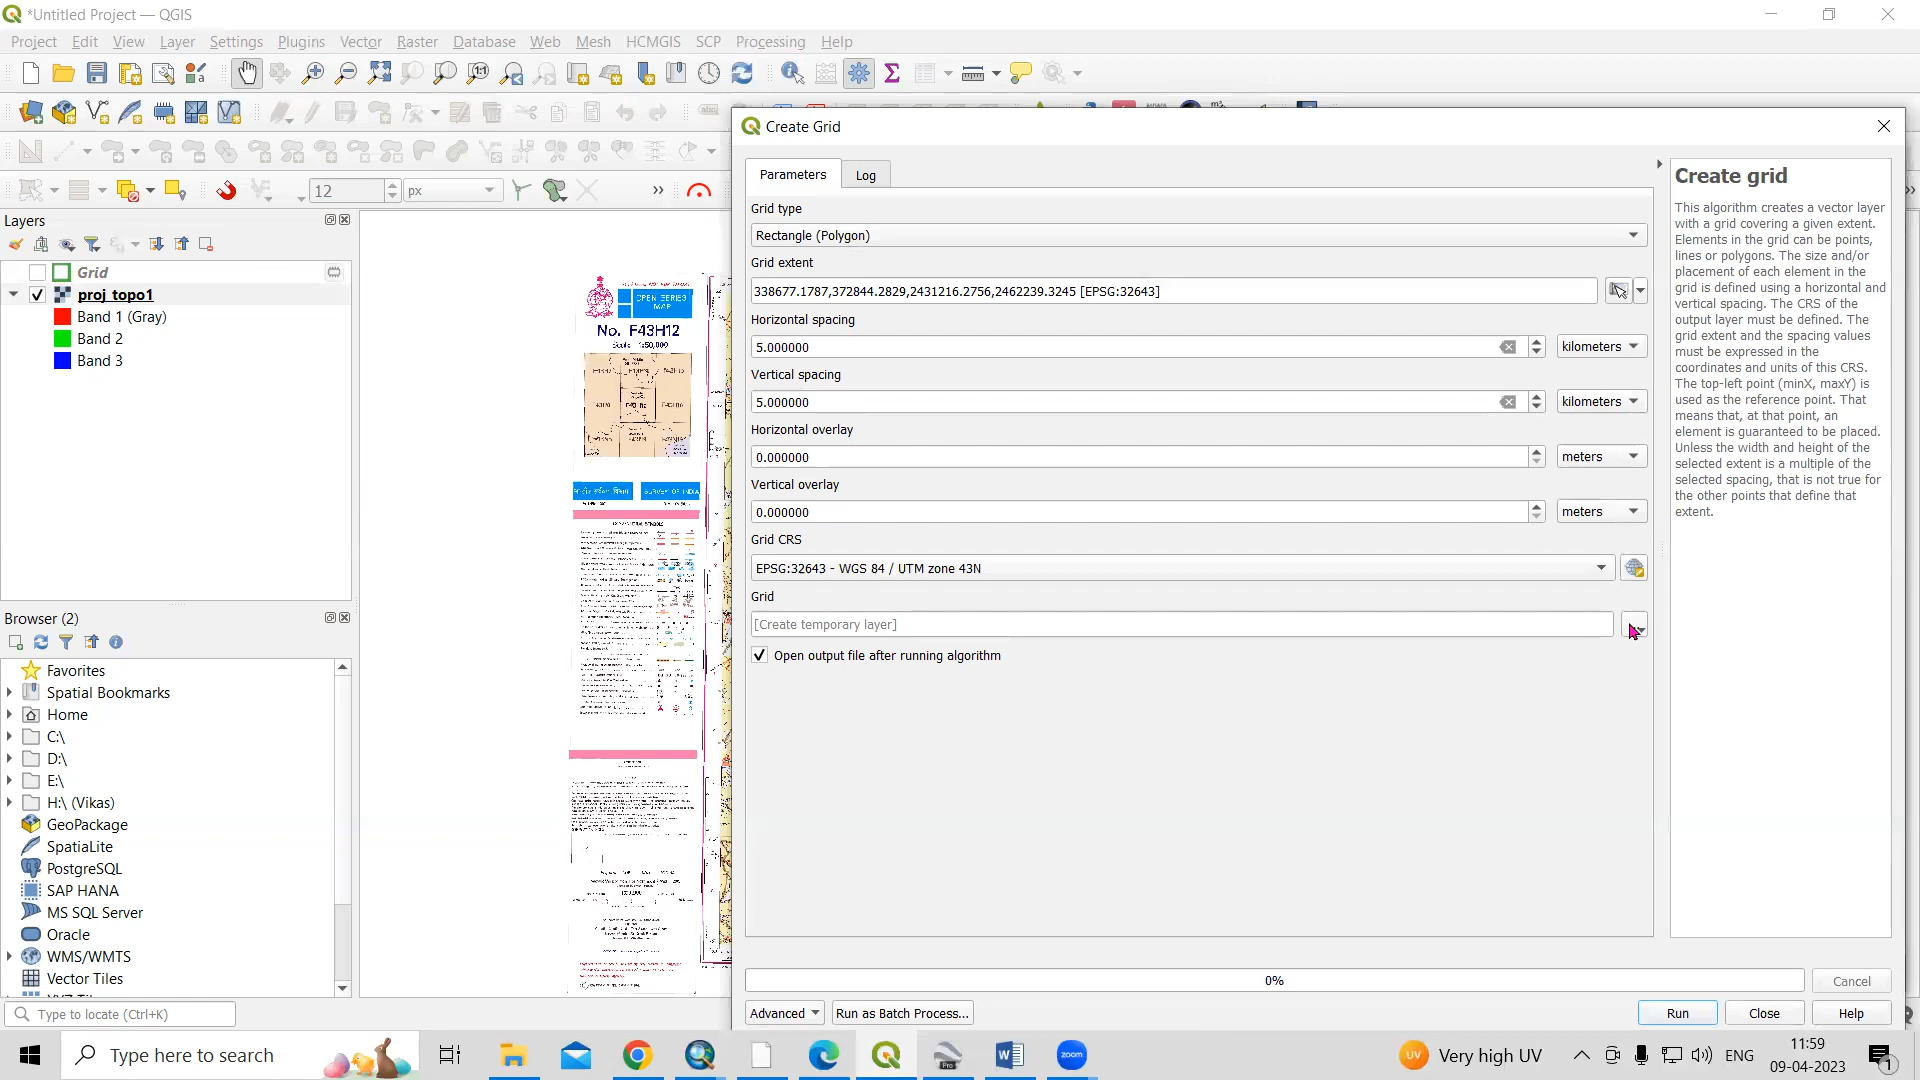 *Untitled Project — QGIS
Project Edit View Layer Settings Plugins Vector Raster Database Web Mesh HCMGIS SCP Processing Help
12 px
Layers
Grid
proj_topo1
Band 1 (Gray)
Band 2
Band 3
Browser (2)
Favorites
Spatial Bookmarks
Home
C:\
D:\
E:\
H:\ (Vikas)
GeoPackage
SpatiaLite
PostgreSQL
SAP HANA
MS SQL Server
Oracle
WMS/WMTS
Vector Tiles
Type to locate (Ctrl+K)
OPEN SERIES
MAP
No. F43H12
Scale 1:50,000
SURVEY OF INDIA
Create Grid
Parameters Log
Grid type
Rectangle (Polygon)
Grid extent
338677.1787,372844.2829,2431216.2756,2462239.3245 [EPSG:32643]
Horizontal spacing
5.000000 kilometers
Vertical spacing
5.000000 kilometers
Horizontal overlay
0.000000 meters
Vertical overlay
0.000000 meters
Grid CRS
EPSG:32643 - WGS 84 / UTM zone 43N
Grid
[Create temporary layer]
Open output file after running algorithm
0%
Cancel
Advanced Run as Batch Process... Run Close Help
Create grid
This algorithm creates a vector layer
with a grid covering a given extent.
Elements in the grid can be points,
lines or polygons. The size and/or
placement of each element in the
grid is defined using a horizontal and
vertical spacing. The CRS of the
output layer must be defined. The
grid extent and the spacing values
must be expressed in the
coordinates and units of this CRS.
The top-left point (minX, maxY) is
used as the reference point. That
means that, at that point, an
element is guaranteed to be placed.
Unless the width and height of the
selected extent is a multiple of the
selected spacing, that is not true for
the other points that define that
extent.
Type here to search
zoom
UV Very high UV
ENG
11:59
09-04-2023
1